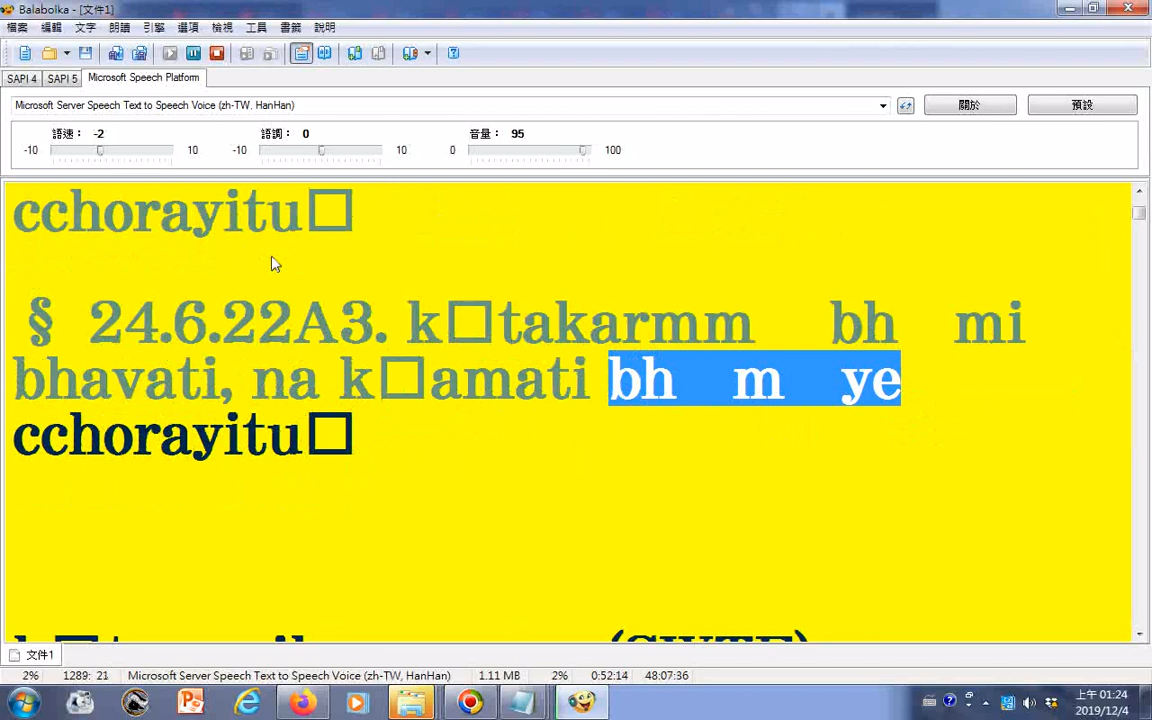 Balabolka - [文件1]
檔案 編輯 文字 朗讀 引擎 選項 檢視 工具 書籤 說明
SAPI 4 SAPI 5 Microsoft Speech Platform
Microsoft Server Speech Text to Speech Voice (zh-TW, HanHan)
關於 預設
語速： -2 語調： 0 音量： 95
-10 10 -10 10 0 100
cchorayitu□
§ 24.6.22A3. k□takarmm bh mi
bhavati, na k□amati bh m ye
cchorayitu□
文件1
2% 1289: 21 Microsoft Server Speech Text to Speech Voice (zh-TW, HanHan) 1.11 MB 2% 0:52:14 48:07:36
上午 01:24
2019/12/4